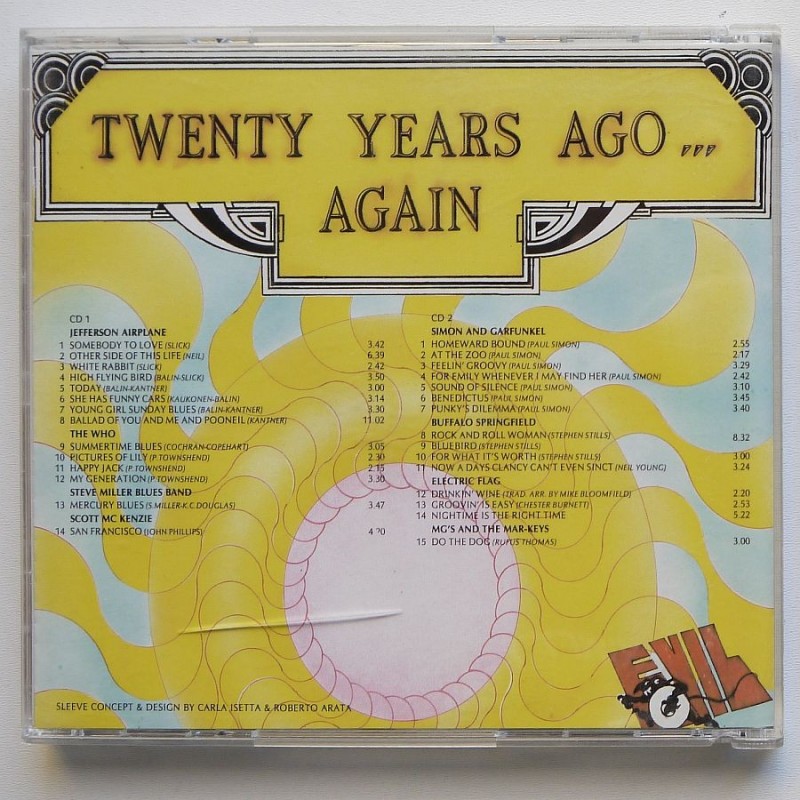 TWENTY YEARS AGO...
AGAIN
CD 1
JEFFERSON AIRPLANE
1 SOMEBODY TO LOVE (SLICK) 3.42
2 OTHER SIDE OF THIS LIFE (NEIL) 6.39
3 WHITE RABBIT (SLICK) 2.42
4 HIGH FLYING BIRD (BALIN-SLICK) 3.50
5 TODAY (BALIN-KANTNER) 3.00
6 SHE HAS FUNNY CARS (KAUKONEN-BALIN) 3.14
7 YOUNG GIRL SUNDAY BLUES (BALIN-KANTNER) 3.30
8 BALLAD OF YOU AND ME AND POONEIL (KANTNER) 11.02
THE WHO
9 SUMMERTIME BLUES (COCHRAN-COPEHART) 3.05
10 PICTURES OF LILY (P.TOWNSHEND) 2.30
11 HAPPY JACK (P.TOWNSHEND) 2.15
12 MY GENERATION (P.TOWNSHEND) 3.30
STEVE MILLER BLUES BAND
13 MERCURY BLUES (S.MILLER-K.C.DOUGLAS) 3.47
SCOTT MC KENZIE
14 SAN FRANCISCO (JOHN PHILLIPS)
CD 2
SIMON AND GARFUNKEL
1 HOMEWARD BOUND (PAUL SIMON) 2.55
2 AT THE ZOO (PAUL SIMON) 2.17
3 FEELIN' GROOVY (PAUL SIMON) 3.29
4 FOR EMILY WHENEVER I MAY FIND HER (PAUL SIMON) 2.42
5 SOUND OF SILENCE (PAUL SIMON) 3.10
6 BENEDICTUS (PAUL SIMON) 3.45
7 PUNKY'S DILEMMA (PAUL SIMON) 3.40
BUFFALO SPRINGFIELD
8 ROCK AND ROLL WOMAN (STEPHEN STILLS) 8.32
9 BLUEBIRD (STEPHEN STILLS)
10 FOR WHAT IT'S WORTH (STEPHEN STILLS) 3.00
11 NOW A DAYS CLANCY CAN'T EVEN SINCT (NEIL YOUNG) 3.24
ELECTRIC FLAG
12 DRINKIN' WINE (TRAD. ARR. BY MIKE BLOOMFIELD) 2.20
13 GROOVIN' IS EASY (CHESTER BURNETT) 2.53
14 NIGHTIME IS THE RIGHT TIME 5.22
MG'S AND THE MAR-KEYS
15 DO THE DOG (RUFUS THOMAS) 3.00
EVIL
SLEEVE CONCEPT & DESIGN BY CARLA ISETTA & ROBERTO ARATA